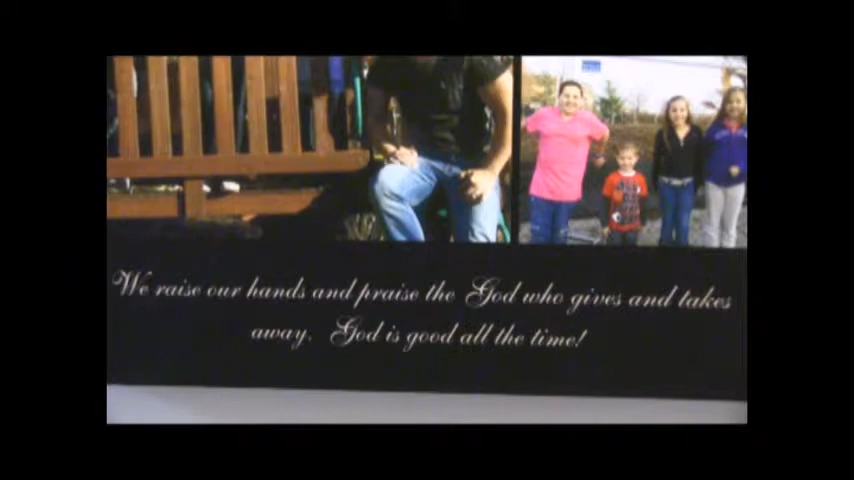 We raise our hands and praise the God who gives and takes
away. God is good all the time!